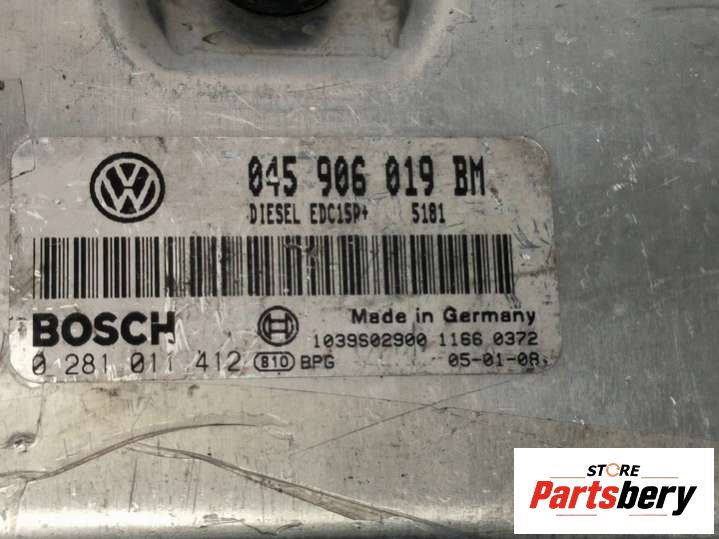 045 906 019 BM
DIESEL EDC15P+ 5181
BOSCH
Made in Germany
1039S02900 1166 0372
0 281 011 412 810 BPG 05-01-08
STORE
Partsbery